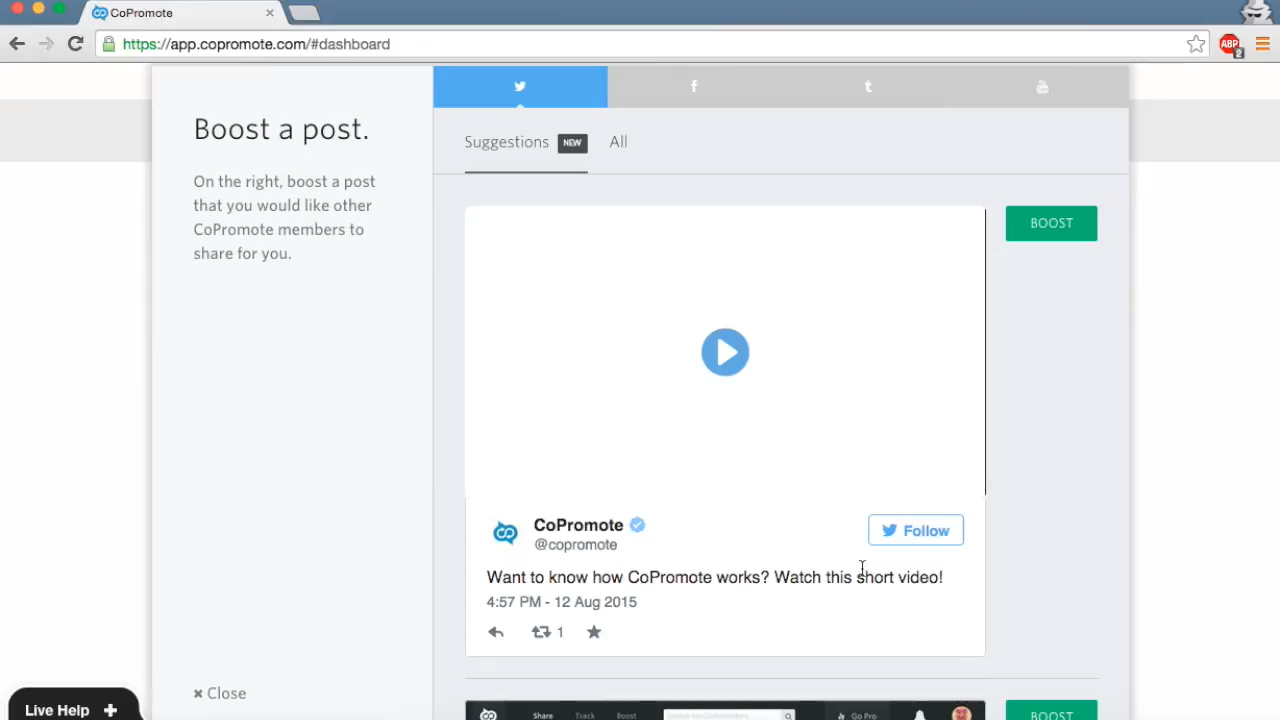 CoPromote
https://app.copromote.com/#dashboard
ABP
2
Boost a post.
On the right, boost a post
that you would like other
CoPromote members to
share for you.
Suggestions NEW All
BOOST
CoPromote
@copromote
Follow
Want to know how CoPromote works? Watch this short video!
4:57 PM - 12 Aug 2015
1
× Close
Live Help +
Share Track Boost
Go Pro
BOOST